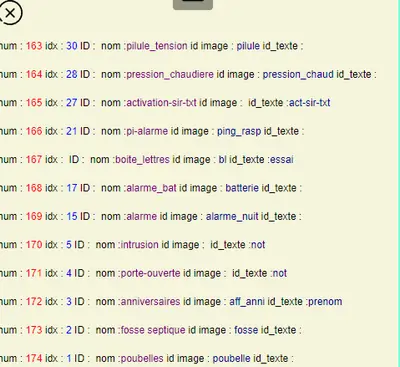 num : 163 idx : 30 ID : nom :pilule_tension id image : pilule id_texte :
num : 164 idx : 28 ID : nom :pression_chaudiere id image : pression_chaud id_texte :
num : 165 idx : 27 ID : nom :activation-sir-txt id image : id_texte :act-sir-txt
num : 166 idx : 21 ID : nom :pi-alarme id image : ping_rasp id_texte :
num : 167 idx : ID : nom :boite_lettres id image : bl id_texte :essai
num : 168 idx : 17 ID : nom :alarme_bat id image : batterie id_texte :
num : 169 idx : 15 ID : nom :alarme id image : alarme_nuit id_texte :
num : 170 idx : 5 ID : nom :intrusion id image : id_texte :not
num : 171 idx : 4 ID : nom :porte-ouverte id image : id_texte :not
num : 172 idx : 3 ID : nom :anniversaires id image : aff_anni id_texte :prenom
num : 173 idx : 2 ID : nom :fosse septique id image : fosse id_texte :
num : 174 idx : 1 ID : nom :poubelles id image : poubelle id_texte :